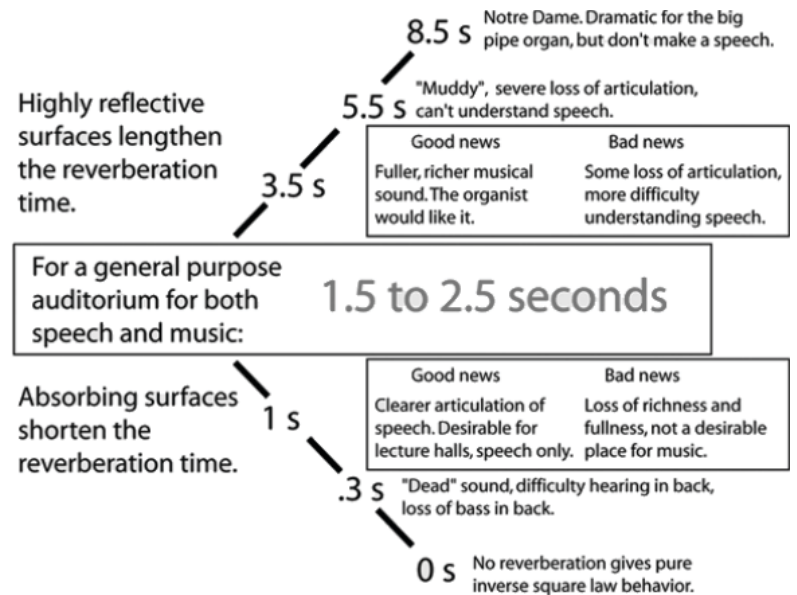 8.5 s
Notre Dame. Dramatic for the big
pipe organ, but don't make a speech.
5.5 s
"Muddy", severe loss of articulation,
can't understand speech.
Highly reflective
surfaces lengthen
the reverberation
time.
3.5 s
Good news
Fuller, richer musical
sound. The organist
would like it.
Bad news
Some loss of articulation,
more difficulty
understanding speech.
For a general purpose
auditorium for both
speech and music:
1.5 to 2.5 seconds
Absorbing surfaces
shorten the
reverberation time.
1 s
Good news
Clearer articulation of
speech. Desirable for
lecture halls, speech only.
Bad news
Loss of richness and
fullness, not a desirable
place for music.
.3 s
"Dead" sound, difficulty hearing in back,
loss of bass in back.
0 s
No reverberation gives pure
inverse square law behavior.